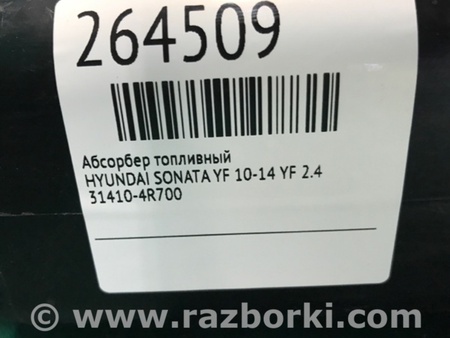 264509
Абсорбер топливный
HYUNDAI SONATA YF 10-14 YF 2.4
31410-4R700
© www.razborki.com